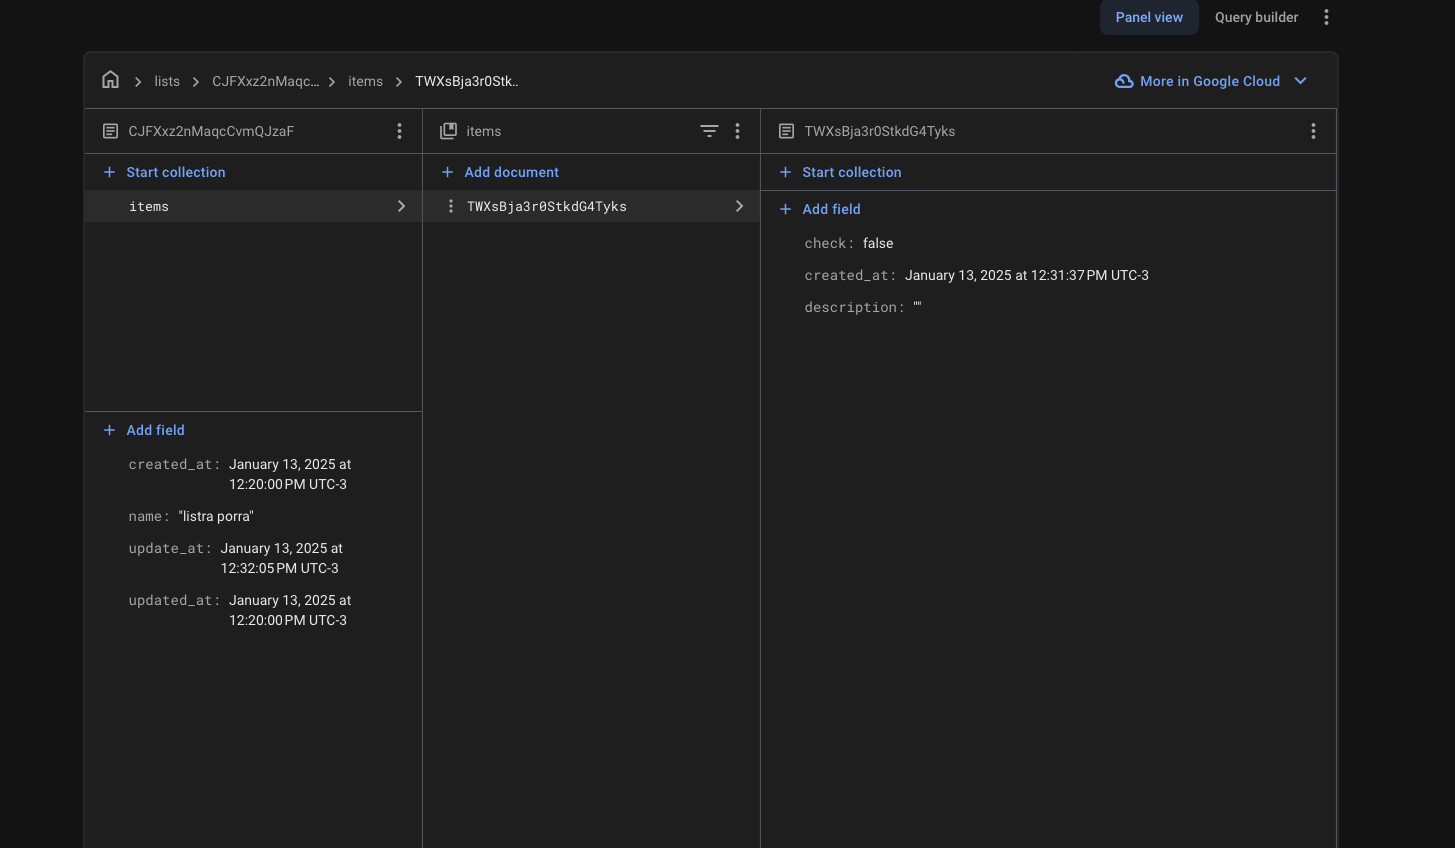 Panel view
Query builder
lists
CJFXxz2nMaqc...
items
TWXsBja3r0Stk..
More in Google Cloud
CJFXxz2nMaqcCvmQJzaF
Start collection
items
Add field
created_at: January 13, 2025 at
12:20:00 PM UTC-3
name: "listra porra"
update_at: January 13, 2025 at
12:32:05 PM UTC-3
updated_at: January 13, 2025 at
12:20:00 PM UTC-3
items
Add document
TWXsBja3r0StkdG4Tyks
TWXsBja3r0StkdG4Tyks
Start collection
Add field
check: false
created_at: January 13, 2025 at 12:31:37 PM UTC-3
description: ""